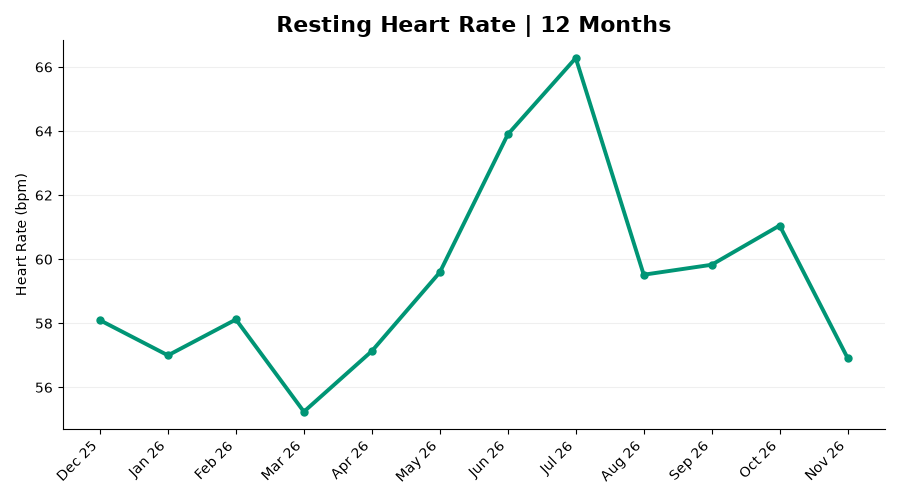 Resting Heart Rate | 12 Months
Heart Rate (bpm)
66
64
62
60
58
56
Dec 25
Jan 26
Feb 26
Mar 26
Apr 26
May 26
Jun 26
Jul 26
Aug 26
Sep 26
Oct 26
Nov 26